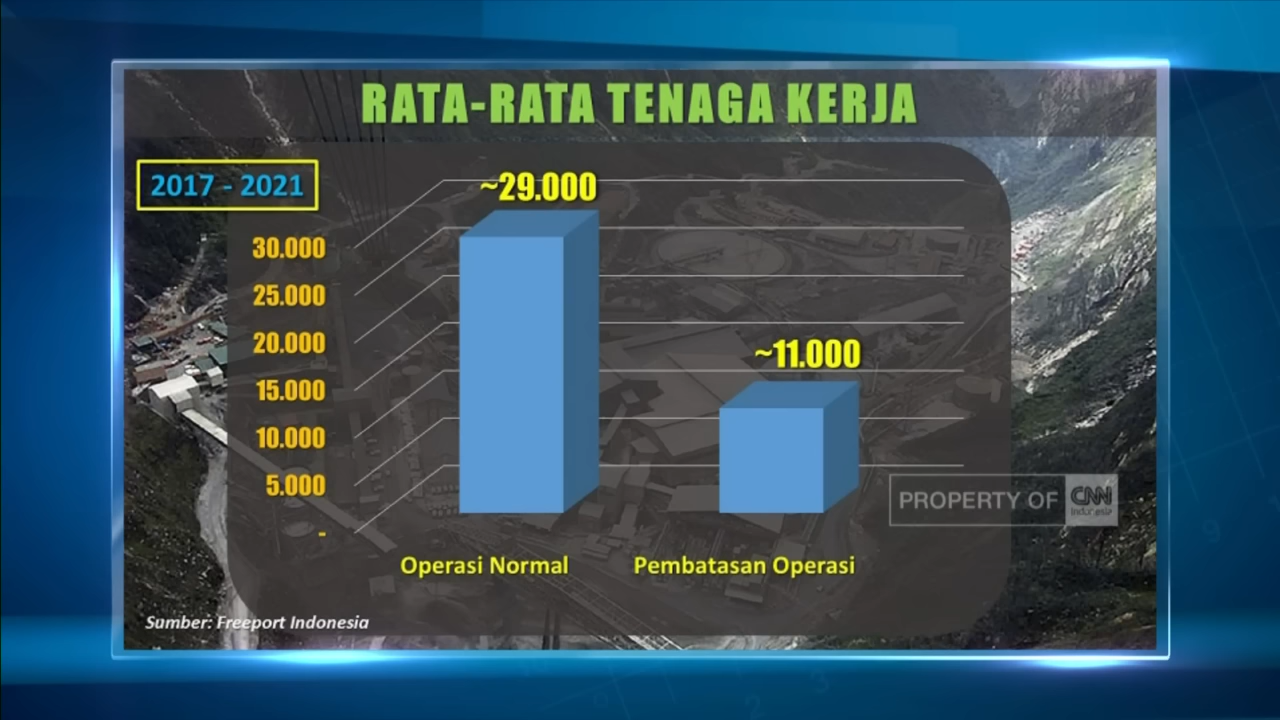 RATA-RATA TENAGA KERJA
2017 - 2021
~29.000
30.000
25.000
20.000
~11.000
15.000
10.000
5.000
-
PROPERTY OF CNN Indonesia
Operasi Normal Pembatasan Operasi
Sumber: Freeport Indonesia